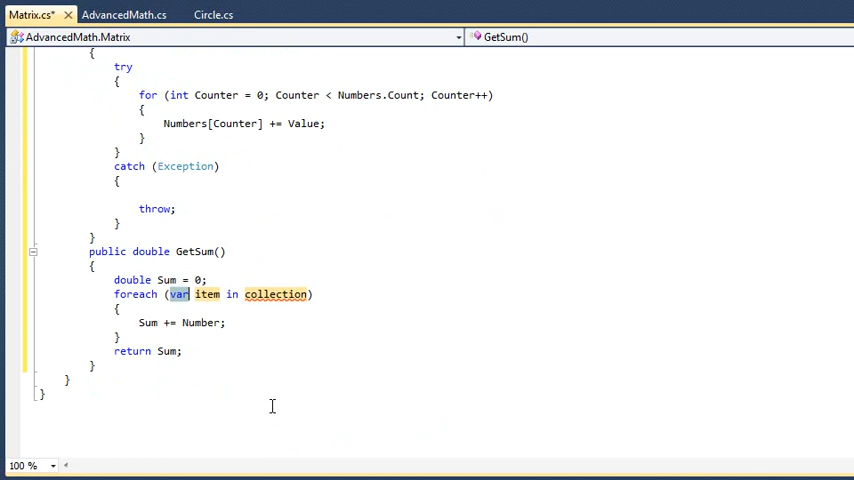 Matrix.cs* AdvancedMath.cs Circle.cs
AdvancedMath.Matrix GetSum()
{
try
{
for (int Counter = 0; Counter < Numbers.Count; Counter++)
{
Numbers[Counter] += Value;
}
}
catch (Exception)
{
throw;
}
}
public double GetSum()
{
double Sum = 0;
foreach (var item in collection)
{
Sum += Number;
}
return Sum;
}
}
}
100 %